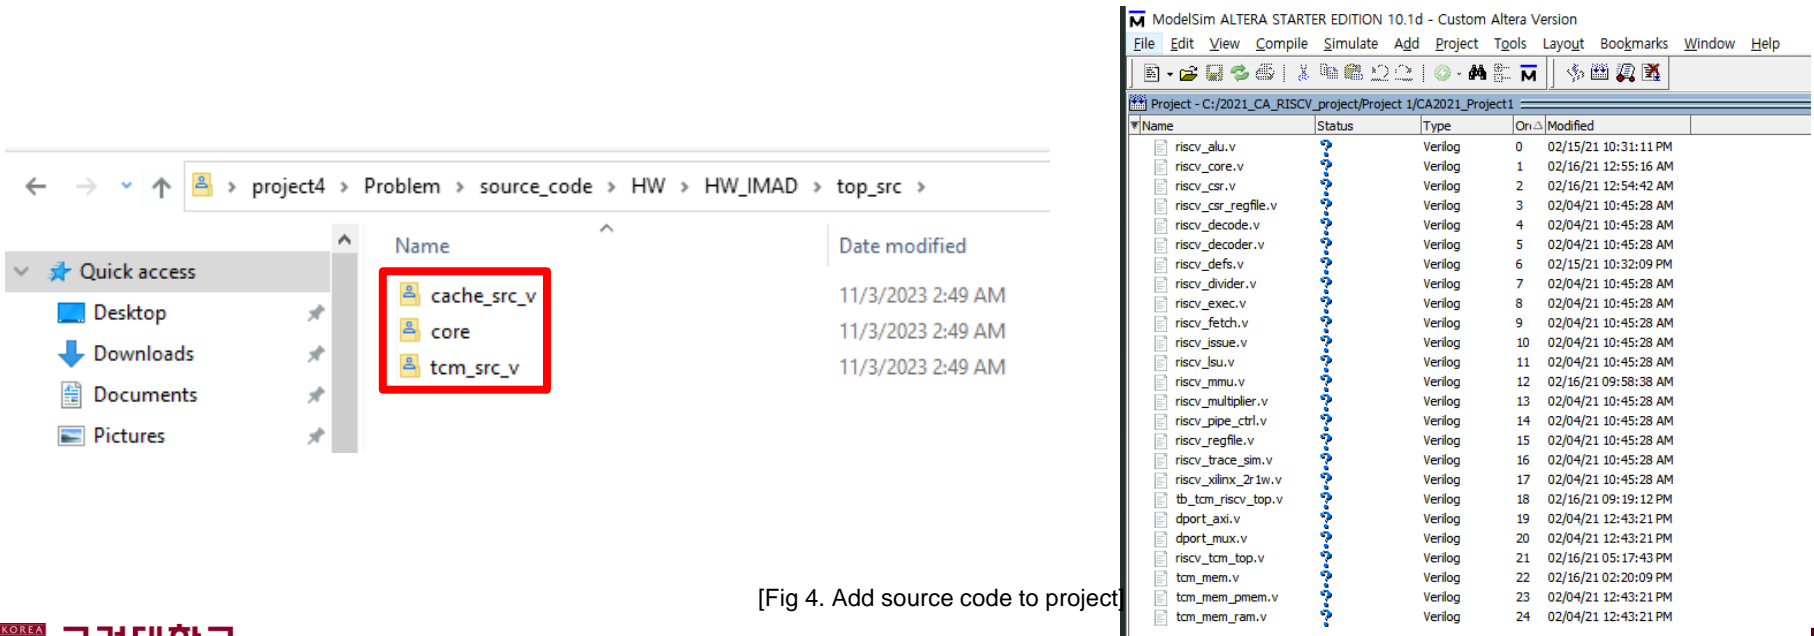 project4 > Problem > source_code > HW > HW_IMAD > top_src >
Name Date modified
Quick access
Desktop
Downloads
Documents
Pictures
cache_src_v 11/3/2023 2:49 AM
core 11/3/2023 2:49 AM
tcm_src_v 11/3/2023 2:49 AM
[Fig 4. Add source code to project]
KOREA
ModelSim ALTERA STARTER EDITION 10.1d - Custom Altera Version
File Edit View Compile Simulate Add Project Tools Layout Bookmarks Window Help
Project - C:/2021_CA_RISCV_project/Project 1/CA2021_Project1
Name Status Type Or Modified
riscv_alu.v Verilog 0 02/15/21 10:31:11 PM
riscv_core.v Verilog 1 02/16/21 12:55:16 AM
riscv_csr.v Verilog 2 02/16/21 12:54:42 AM
riscv_csr_regfile.v Verilog 3 02/04/21 10:45:28 AM
riscv_decode.v Verilog 4 02/04/21 10:45:28 AM
riscv_decoder.v Verilog 5 02/04/21 10:45:28 AM
riscv_defs.v Verilog 6 02/15/21 10:32:09 PM
riscv_divider.v Verilog 7 02/04/21 10:45:28 AM
riscv_exec.v Verilog 8 02/04/21 10:45:28 AM
riscv_fetch.v Verilog 9 02/04/21 10:45:28 AM
riscv_issue.v Verilog 10 02/04/21 10:45:28 AM
riscv_lsu.v Verilog 11 02/04/21 10:45:28 AM
riscv_mmu.v Verilog 12 02/16/21 09:58:38 AM
riscv_multiplier.v Verilog 13 02/04/21 10:45:28 AM
riscv_pipe_ctrl.v Verilog 14 02/04/21 10:45:28 AM
riscv_regfile.v Verilog 15 02/04/21 10:45:28 AM
riscv_trace_sim.v Verilog 16 02/04/21 10:45:28 AM
riscv_xilinx_2r1w.v Verilog 17 02/04/21 10:45:28 AM
tb_tcm_riscv_top.v Verilog 18 02/16/21 09:19:12 PM
dport_axi.v Verilog 19 02/04/21 12:43:21 PM
dport_mux.v Verilog 20 02/04/21 12:43:21 PM
riscv_tcm_top.v Verilog 21 02/16/21 05:17:43 PM
tcm_mem.v Verilog 22 02/16/21 02:20:09 PM
tcm_mem_pmem.v Verilog 23 02/04/21 12:43:21 PM
tcm_mem_ram.v Verilog 24 02/04/21 12:43:21 PM